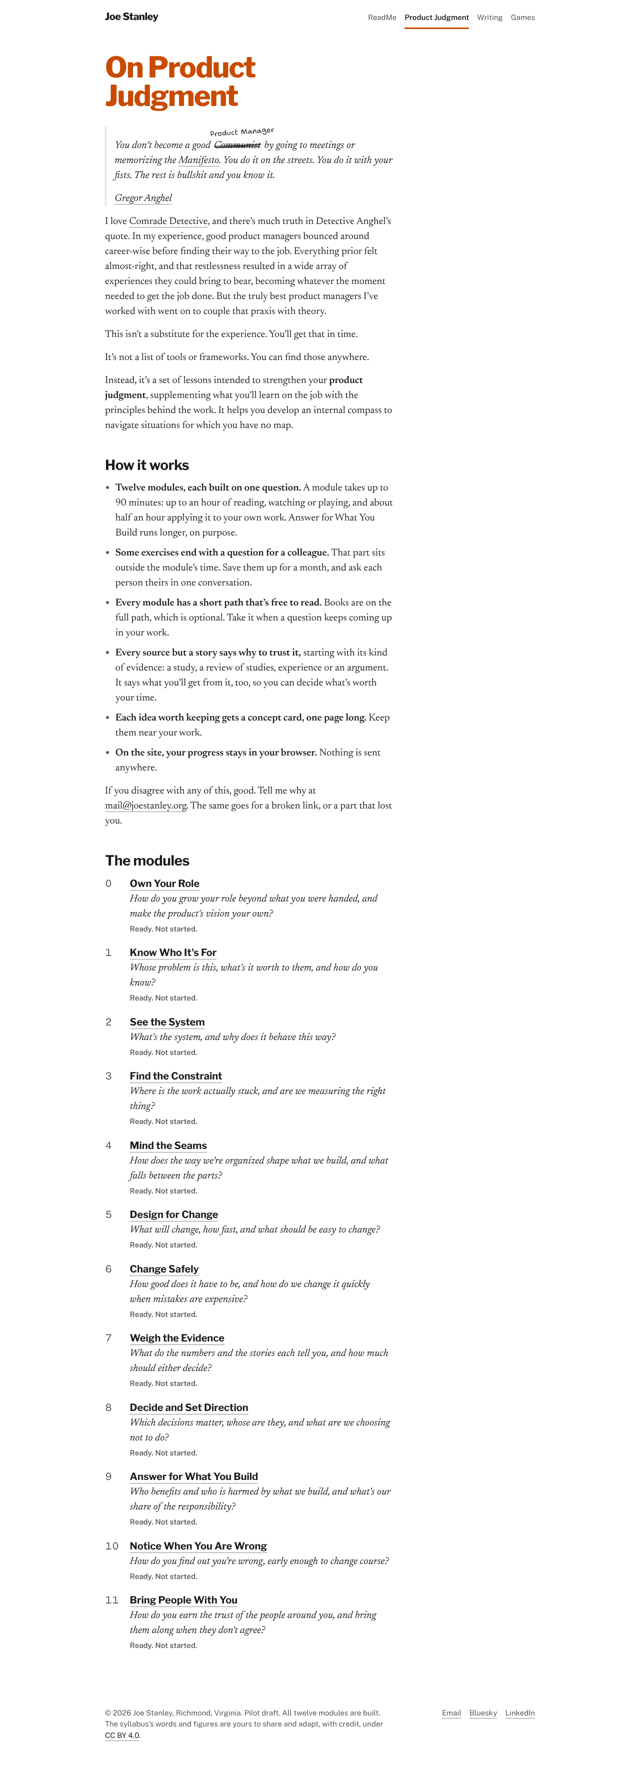 Joe Stanley
ReadMe Product Judgment Writing Games
On Product
Judgment
Product Manager
You don’t become a good Communist by going to meetings or
memorizing the Manifesto. You do it on the streets. You do it with your
fists. The rest is bullshit and you know it.
Gregor Anghel
I love Comrade Detective, and there’s much truth in Detective Anghel’s
quote. In my experience, good product managers bounced around
career-wise before finding their way to the job. Everything prior felt
almost-right, and that restlessness resulted in a wide array of
experiences they could bring to bear, becoming whatever the moment
needed to get the job done. But the truly best product managers I’ve
worked with went on to couple that praxis with theory.
This isn’t a substitute for the experience. You’ll get that in time.
It’s not a list of tools or frameworks. You can find those anywhere.
Instead, it’s a set of lessons intended to strengthen your product
judgment, supplementing what you’ll learn on the job with the
principles behind the work. It helps you develop an internal compass to
navigate situations for which you have no map.
How it works
• Twelve modules, each built on one question. A module takes up to
90 minutes: up to an hour of reading, watching or playing, and about
half an hour applying it to your own work. Answer for What You
Build runs longer, on purpose.
• Some exercises end with a question for a colleague. That part sits
outside the module’s time. Save them up for a month, and ask each
person theirs in one conversation.
• Every module has a short path that’s free to read. Books are on the
full path, which is optional. Take it when a question keeps coming up
in your work.
• Every source but a story says why to trust it, starting with its kind
of evidence: a study, a review of studies, experience or an argument.
It says what you’ll get from it, too, so you can decide what’s worth
your time.
• Each idea worth keeping gets a concept card, one page long. Keep
them near your work.
• On the site, your progress stays in your browser. Nothing is sent
anywhere.
If you disagree with any of this, good. Tell me why at
mail@joestanley.org. The same goes for a broken link, or a part that lost
you.
The modules
0 Own Your Role
How do you grow your role beyond what you were handed, and
make the product’s vision your own?
Ready. Not started.
1 Know Who It’s For
Whose problem is this, what’s it worth to them, and how do you
know?
Ready. Not started.
2 See the System
What’s the system, and why does it behave this way?
Ready. Not started.
3 Find the Constraint
Where is the work actually stuck, and are we measuring the right
thing?
Ready. Not started.
4 Mind the Seams
How does the way we’re organized shape what we build, and what
falls between the parts?
Ready. Not started.
5 Design for Change
What will change, how fast, and what should be easy to change?
Ready. Not started.
6 Change Safely
How good does it have to be, and how do we change it quickly
when mistakes are expensive?
Ready. Not started.
7 Weigh the Evidence
What do the numbers and the stories each tell you, and how much
should either decide?
Ready. Not started.
8 Decide and Set Direction
Which decisions matter, whose are they, and what are we choosing
not to do?
Ready. Not started.
9 Answer for What You Build
Who benefits and who is harmed by what we build, and what’s our
share of the responsibility?
Ready. Not started.
10 Notice When You Are Wrong
How do you find out you’re wrong, early enough to change course?
Ready. Not started.
11 Bring People With You
How do you earn the trust of the people around you, and bring
them along when they don’t agree?
Ready. Not started.
© 2026 Joe Stanley, Richmond, Virginia. Pilot draft. All twelve modules are built.
The syllabus’s words and figures are yours to share and adapt, with credit, under
CC BY 4.0.
Email Bluesky LinkedIn